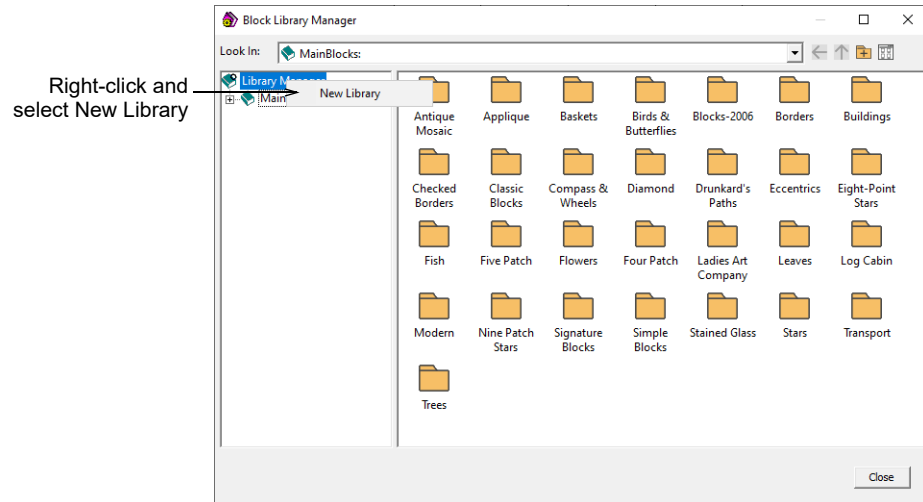 Block Library Manager
Look In:
MainBlocks:
Right-click and
select New Library
Library Manager
Main
New Library
Antique
Mosaic
Applique
Baskets
Birds &
Butterflies
Blocks-2006
Borders
Buildings
Checked
Borders
Classic
Blocks
Compass &
Wheels
Diamond
Drunkard's
Paths
Eccentrics
Eight-Point
Stars
Fish
Five Patch
Flowers
Four Patch
Ladies Art
Company
Leaves
Log Cabin
Modern
Nine Patch
Stars
Signature
Blocks
Simple
Blocks
Stained Glass
Stars
Transport
Trees
Close